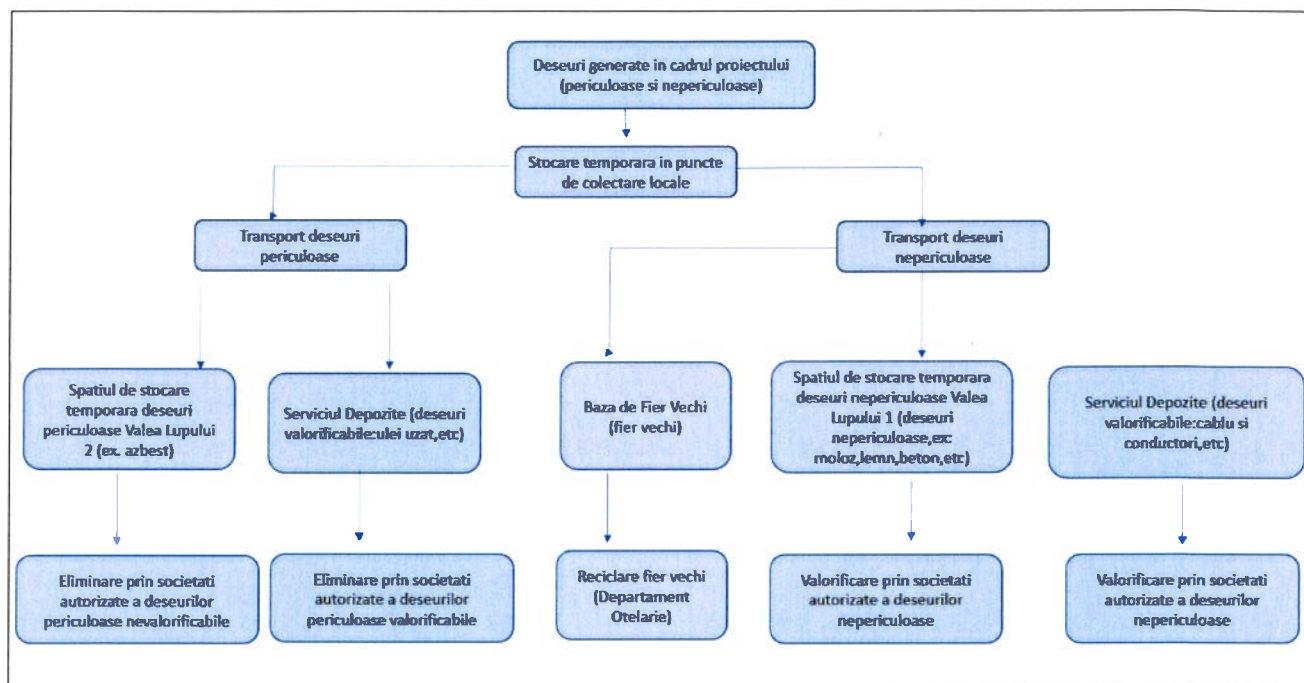 Deseuri generate in cadrul proiectului
(periculoase si nepericuloase)
Stocare temporara in puncte
de colectare locale
Transport deseuri
periculoase
Transport deseuri
nepericuloase
Spatiul de stocare
temporara deseuri
periculoase Valea Lupului
2 (ex. azbest)
Serviciul Depozite (deseuri
valorificabile:ulei uzat,etc)
Baza de Fier Vechi
(fier vechi)
Spatiul de stocare temporara
deseuri nepericuloase Valea
Lupului 1 (deseuri
nepericuloase,ex:
moloz,lemn,beton,etc)
Serviciul Depozite (deseuri
valorificabile:cablu si
conductori,etc)
Eliminare prin societati
autorizate a deseurilor
periculoase nevalorificabile
Eliminare prin societati
autorizate a deseurilor
periculoase valorificabile
Reciclare fier vechi
(Departament
Otelarie)
Valorificare prin societati
autorizate a deseurilor
nepericuloase
Valorificare prin societati
autorizate a deseurilor
nepericuloase